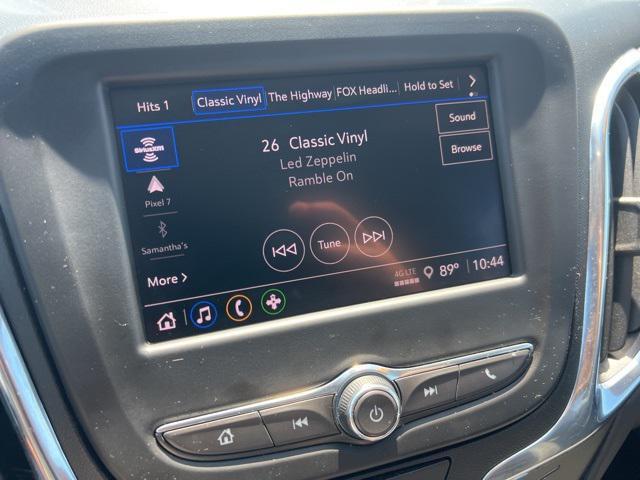 Hits 1
Classic Vinyl
The Highway
FOX Headli...
Hold to Set
siriusxm
26 Classic Vinyl
Led Zeppelin
Ramble On
Sound
Browse
Pixel 7
Samantha's
Tune
More
4G LTE
89°
10:44